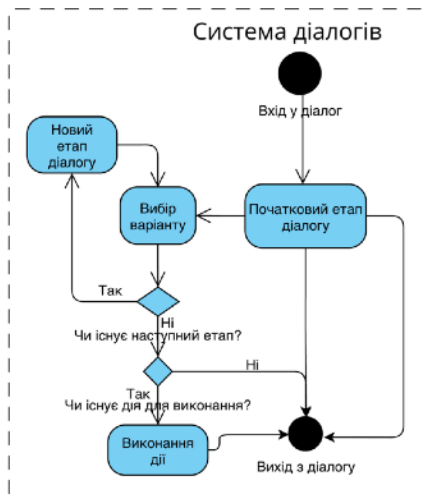 Система діалогів
Вхід у діалог
Новий
етап
діалогу
Вибір
варіанту
Початковий етап
діалогу
Так
Ні
Чи існує наступний етап?
Ні
Так
Чи існує дія для виконання?
Виконання
дії
Вихід з діалогу